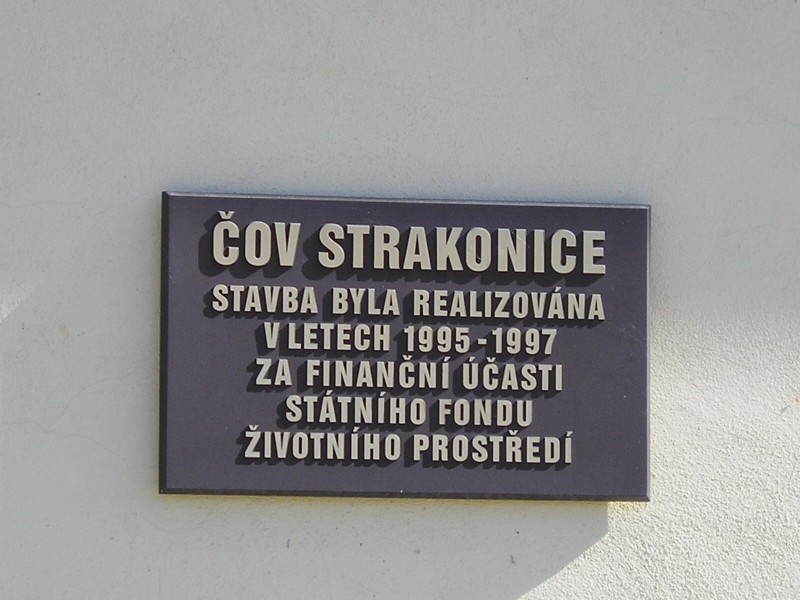 ČOV STRAKONICE
STAVBA BYLA REALIZOVÁNA
V LETECH 1995-1997
ZA FINANČNÍ ÚČASTI
STÁTNÍHO FONDU
ŽIVOTNÍHO PROSTŘEDÍ